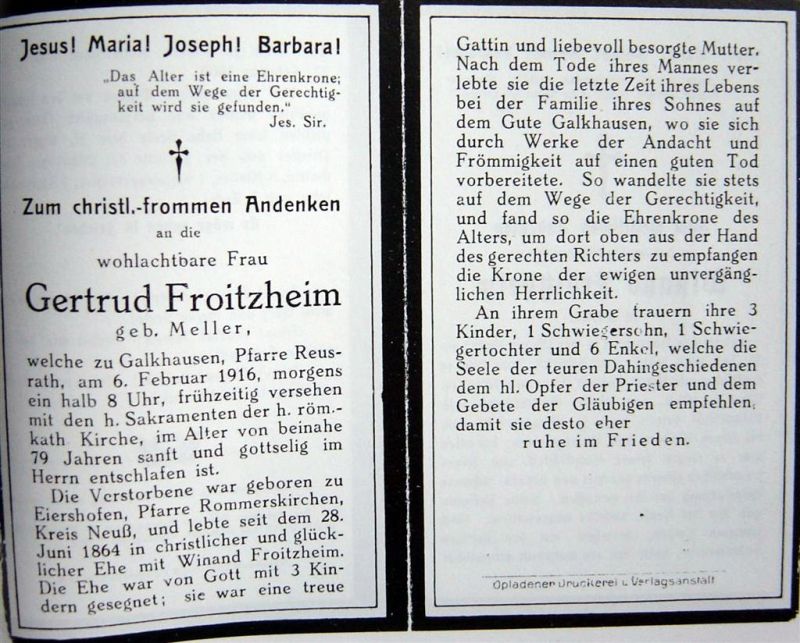 Jesus! Maria! Joseph! Barbara!
„Das Alter ist eine Ehrenkrone;
auf dem Wege der Gerechtig-
keit wird sie gefunden.“
Jes. Sir.
Zum christl.-frommen Andenken
an die
wohlachtbare Frau
Gertrud Froitzheim
geb. Meller,
welche zu Galkhausen, Pfarre Reus-
rath, am 6. Februar 1916, morgens
ein halb 8 Uhr, frühzeitig versehen
mit den h. Sakramenten der h. röm.-
kath Kirche, im Alter von beinahe
79 Jahren sanft und gottselig im
Herrn entschlafen ist.
Die Verstorbene war geboren zu
Eiershofen, Pfarre Rommerskirchen,
Kreis Neuß, und lebte seit dem 28.
Juni 1864 in christlicher und glück-
licher Ehe mit Winand Froitzheim.
Die Ehe war von Gott mit 3 Kin-
dern gesegnet; sie war eine treue
Gattin und liebevoll besorgte Mutter.
Nach dem Tode ihres Mannes ver-
lebte sie die letzte Zeit ihres Lebens
bei der Familie ihres Sohnes auf
dem Gute Galkhausen, wo sie sich
durch Werke der Andacht und
Frömmigkeit auf einen guten Tod
vorbereitete. So wandelte sie stets
auf dem Wege der Gerechtigkeit,
und fand so die Ehrenkrone des
Alters, um dort oben aus der Hand
des gerechten Richters zu empfangen
die Krone der ewigen unvergäng-
lichen Herrlichkeit.
An ihrem Grabe trauern ihre 3
Kinder, 1 Schwiegersohn, 1 Schwie-
gertochter und 6 Enkel, welche die
Seele der teuren Dahingeschiedenen
dem hl. Opfer der Priester und dem
Gebete der Gläubigen empfehlen,
damit sie desto eher
ruhe im Frieden.
Opladener Druckerei u Verlagsanstalt